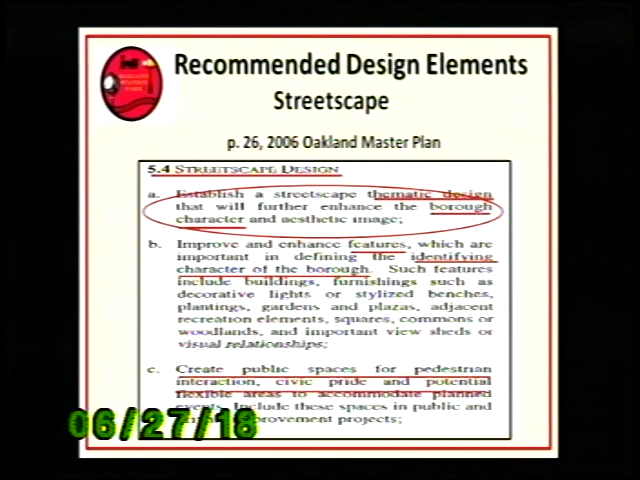 Recommended Design Elements
Streetscape
p. 26, 2006 Oakland Master Plan
5.4 STREETSCAPE DESIGN
a. Establish a streetscape thematic design
that will further enhance the borough
character and aesthetic image;
b. Improve and enhance features, which are
important in defining the identifying
character of the borough. Such features
include buildings, furnishings such as
decorative lights or stylized benches,
plantings, gardens and plazas, adjacent
recreation elements, squares, commons or
woodlands, and important view sheds or
visual relationships;
c. Create public spaces for pedestrian
interaction, civic pride and potential
flexible areas to accommodate planned
events. Include these spaces in public and
improvement projects;
06/27/18